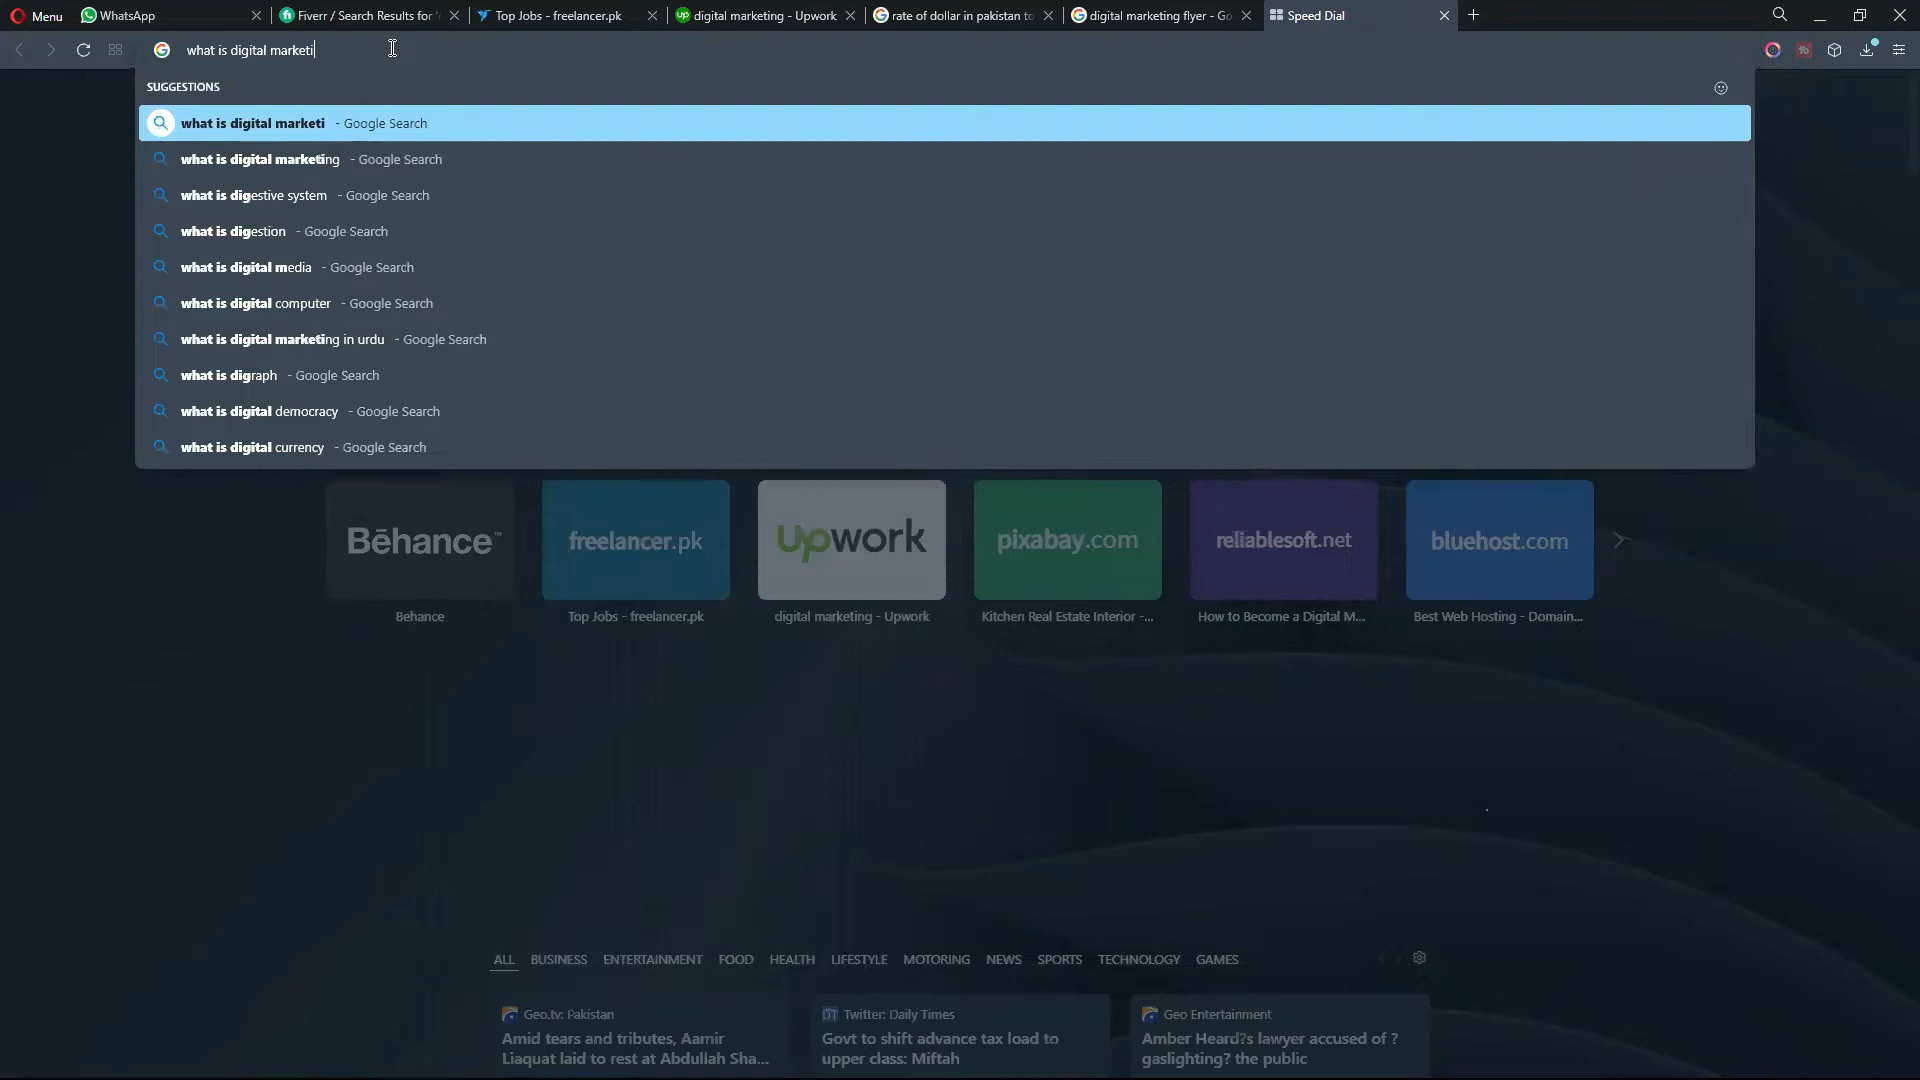 Menu
WhatsApp
Fiverr / Search Results for '
Top Jobs - freelancer.pk
up digital marketing - Upwork
rate of dollar in pakistan to
digital marketing flyer - Go
Speed Dial
what is digital marketi
SUGGESTIONS
what is digital marketi - Google Search
what is digital marketing - Google Search
what is digestive system - Google Search
what is digestion - Google Search
what is digital media - Google Search
what is digital computer - Google Search
what is digital marketing in urdu - Google Search
what is digraph - Google Search
what is digital democracy - Google Search
what is digital currency - Google Search
Bēhance™
freelancer.pk
upwork
pixabay.com
reliablesoft.net
bluehost.com
Behance
Top Jobs - freelancer.pk
digital marketing - Upwork
Kitchen Real Estate Interior -...
How to Become a Digital M...
Best Web Hosting - Domain...
ALL BUSINESS ENTERTAINMENT FOOD HEALTH LIFESTYLE MOTORING NEWS SPORTS TECHNOLOGY GAMES
Geo.tv: Pakistan
Amid tears and tributes, Aamir
Liaquat laid to rest at Abdullah Sha...
Twitter: Daily Times
Govt to shift advance tax load to
upper class: Miftah
Geo Entertainment
Amber Heard?s lawyer accused of ?
gaslighting? the public